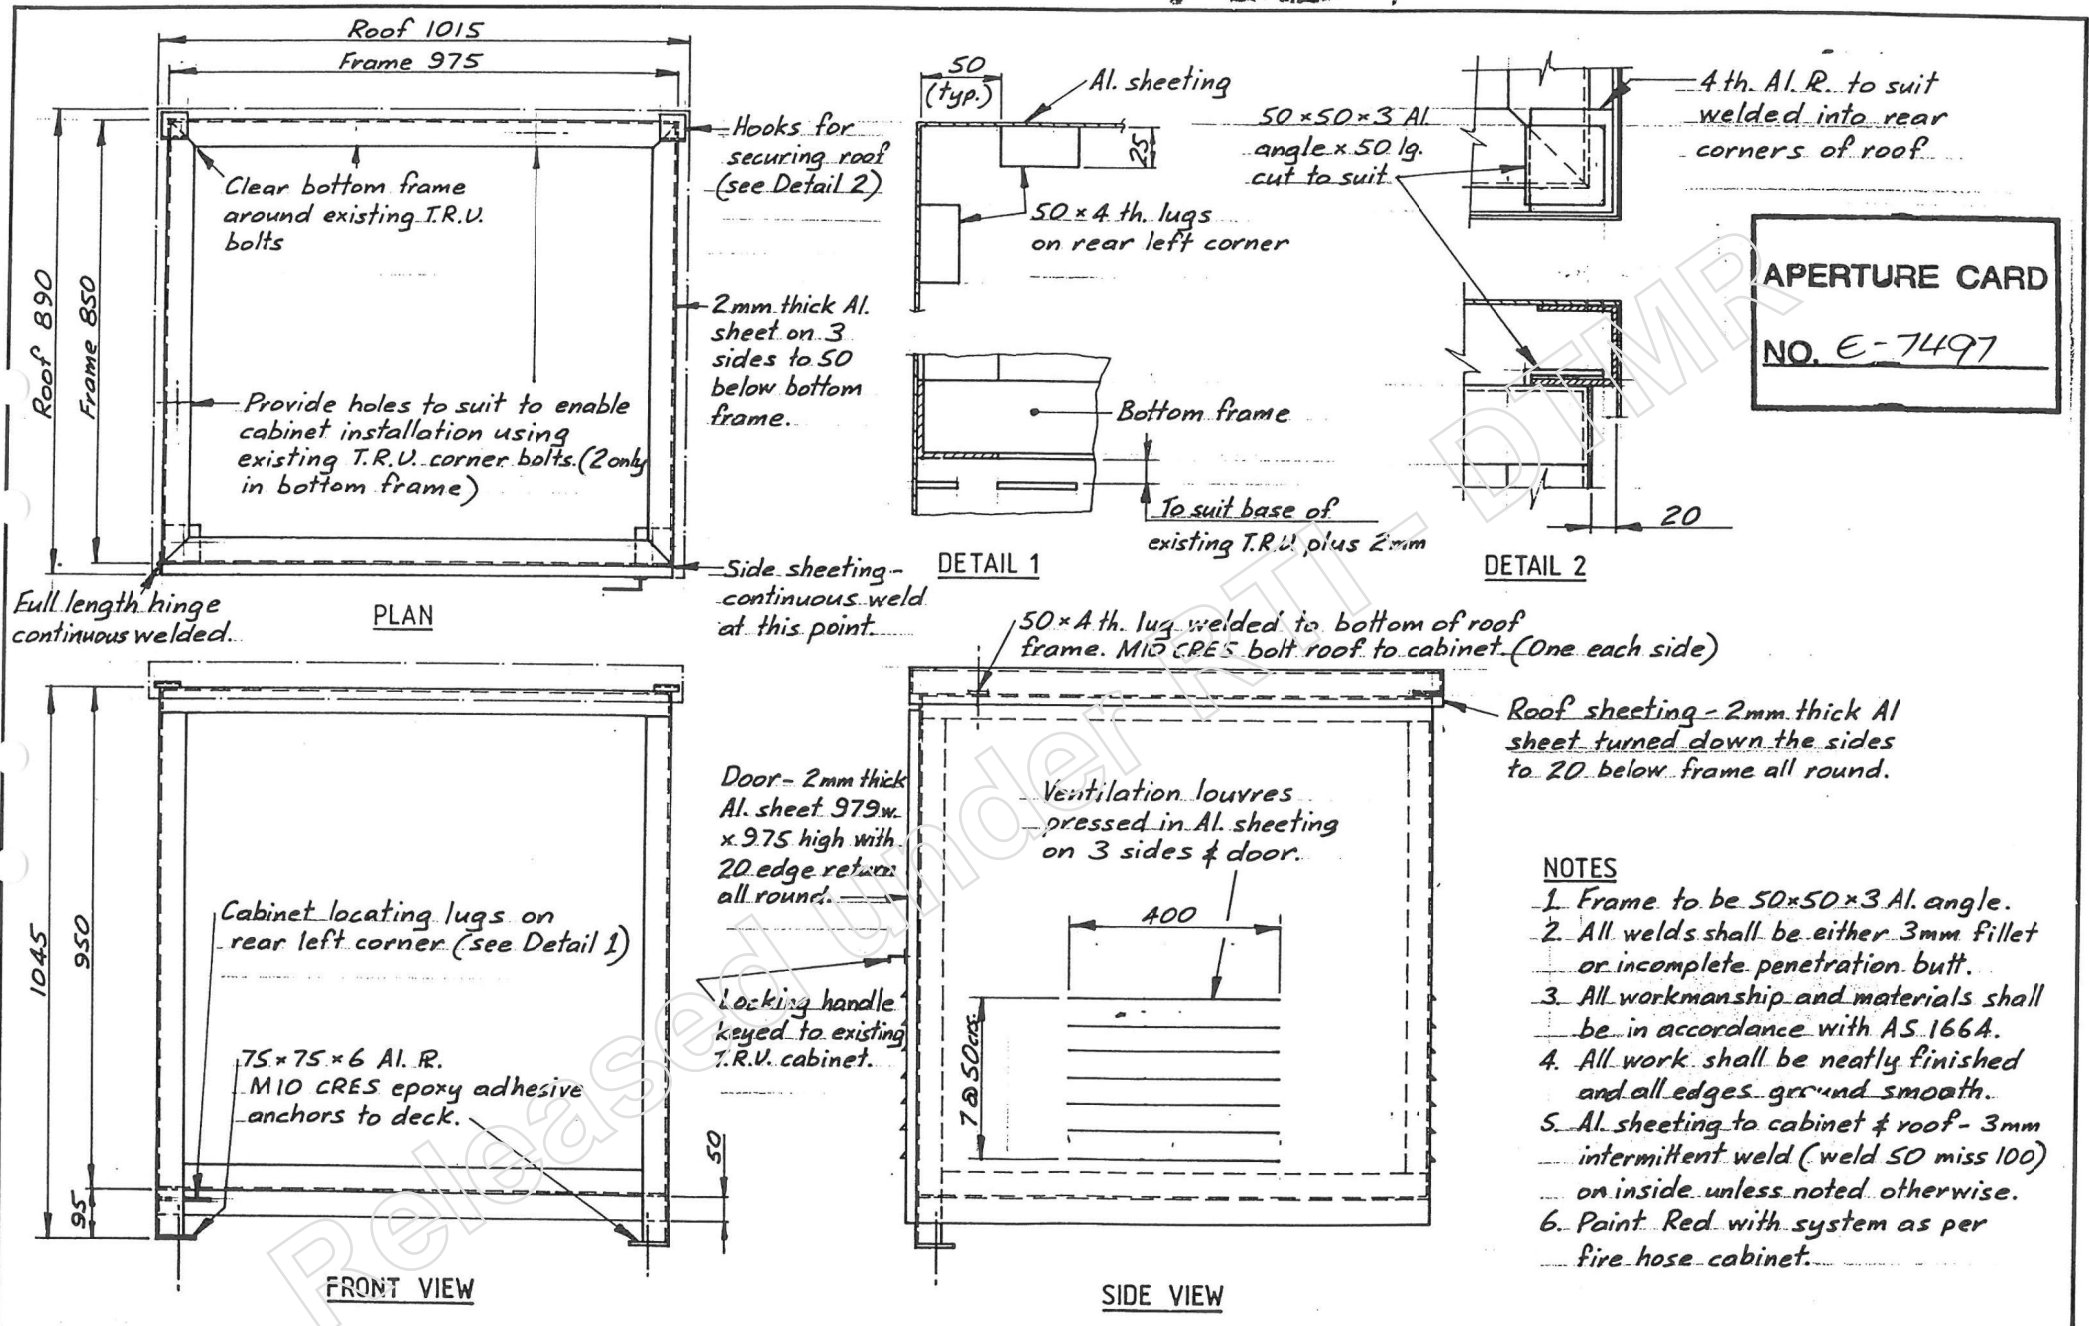 Roof 1015
Frame 975
Roof 890
Frame 850
Hooks for
securing roof
(see Detail 2)
Clear bottom frame
around existing T.R.U.
bolts
2mm thick Al.
sheet on 3
sides to 50
below bottom
frame.
Provide holes to suit to enable
cabinet installation using
existing T.R.U. corner bolts. (2 only
in bottom frame)
Side sheeting -
continuous weld
at this point.
Full length hinge
continuous welded.
PLAN
50
(typ.)
Al. sheeting
25
50 × 4 th. lugs
on rear left corner
Bottom frame
To suit base of
existing T.R.U. plus 2mm
DETAIL 1
50 × 50 × 3 Al.
angle × 50 lg.
cut to suit
4 th. Al. R. to suit
welded into rear
corners of roof
20
DETAIL 2
APERTURE CARD
NO. E-7497
1045
950
95
50
Cabinet locating lugs on
rear left corner (see Detail 1)
75 × 75 × 6 Al. R.
M10 CRES epoxy adhesive
anchors to deck.
FRONT VIEW
50 × 4 th. lug welded to bottom of roof
frame. M10 CRES bolt roof to cabinet. (One each side)
Roof sheeting - 2mm thick Al
sheet turned down the sides
to 20 below frame all round.
Door - 2mm thick
Al. sheet 979 w.
× 975 high with
20 edge return
all round.
Ventilation louvres
pressed in Al. sheeting
on 3 sides & door.
400
7 @ 50 crs.
Locking handle
keyed to existing
T.R.U. cabinet.
SIDE VIEW
NOTES
1. Frame to be 50×50×3 Al. angle.
2. All welds shall be either 3mm fillet
or incomplete penetration butt.
3. All workmanship and materials shall
be in accordance with AS 1664.
4. All work shall be neatly finished
and all edges ground smooth.
5. Al. sheeting to cabinet & roof - 3mm
intermittent weld (weld 50 miss 100)
on inside unless noted otherwise.
6. Paint Red with system as per
fire hose cabinet.
Released under RTI - DTMR